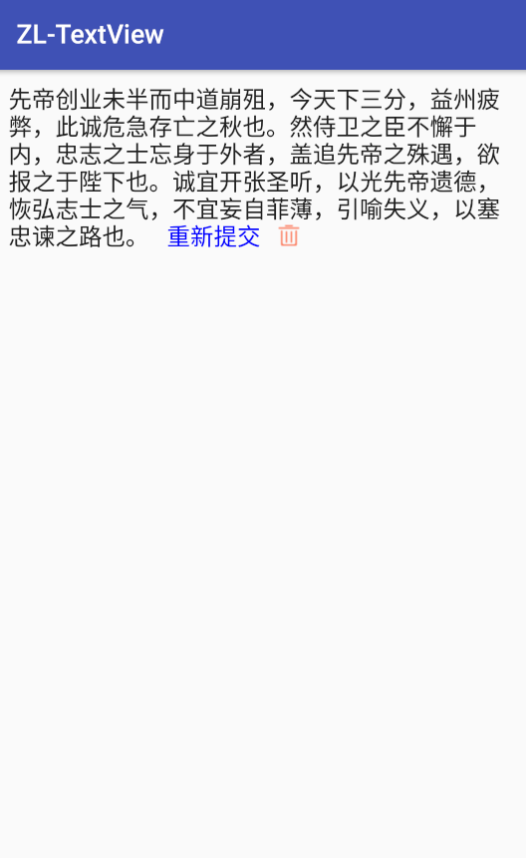 ZL-TextView
先帝创业未半而中道崩殂，今天下三分，益州疲
弊，此诚危急存亡之秋也。然侍卫之臣不懈于
内，忠志之士忘身于外者，盖追先帝之殊遇，欲
报之于陛下也。诚宜开张圣听，以光先帝遗德，
恢弘志士之气，不宜妄自菲薄，引喻失义，以塞
忠谏之路也。 重新提交